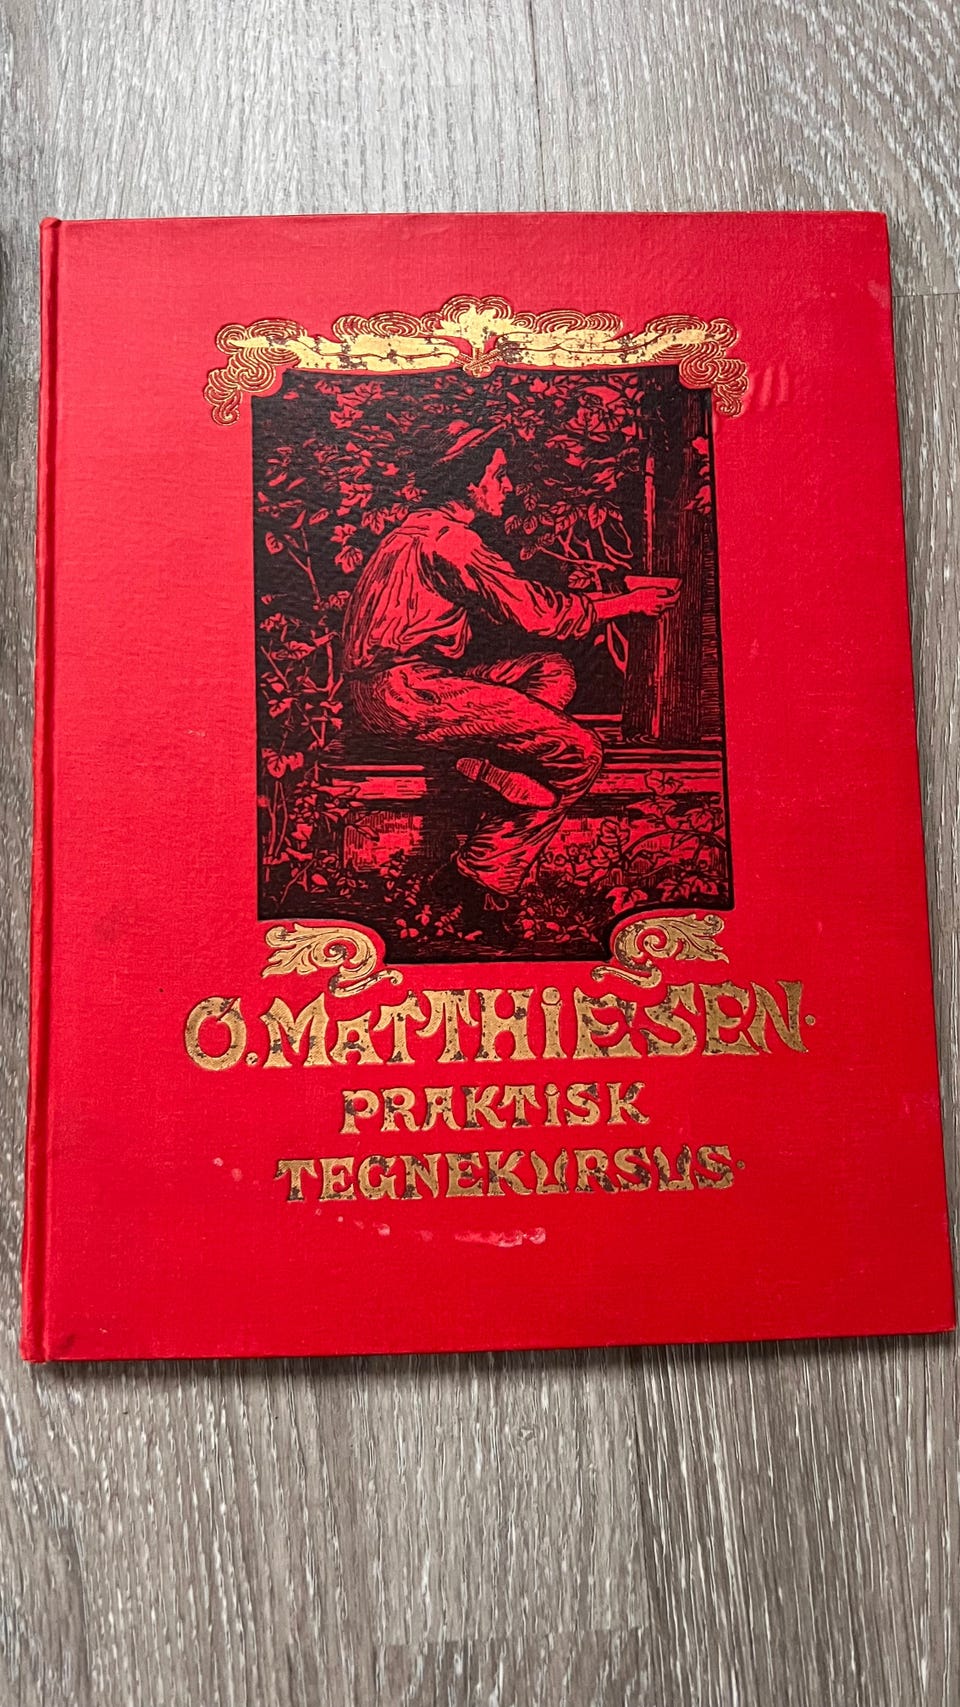 O. MATTHIESEN.
PRAKTISK
TEGNEKURSUS.